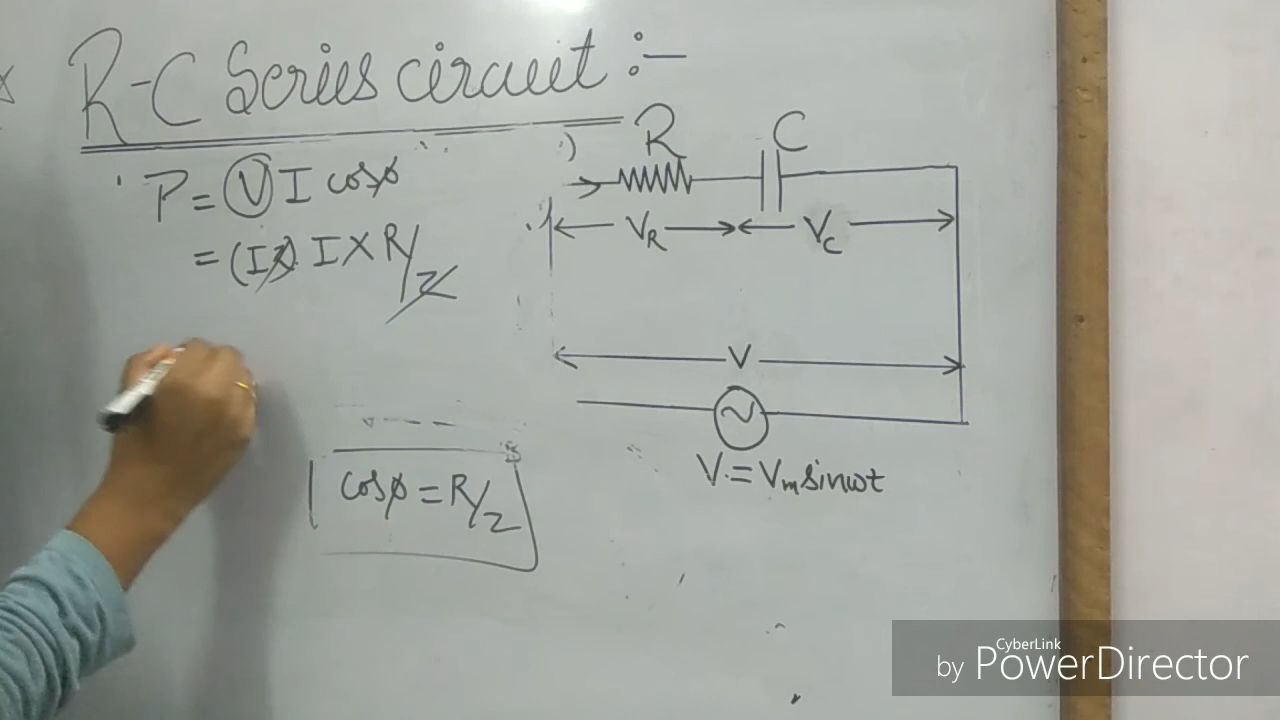 R-C Series circuit :-
P = V I cosϕ
= (IZ) I X R/Z
cosϕ = R/Z
R
C
V_R
V_C
V
V = V_m sinωt
CyberLink
by PowerDirector